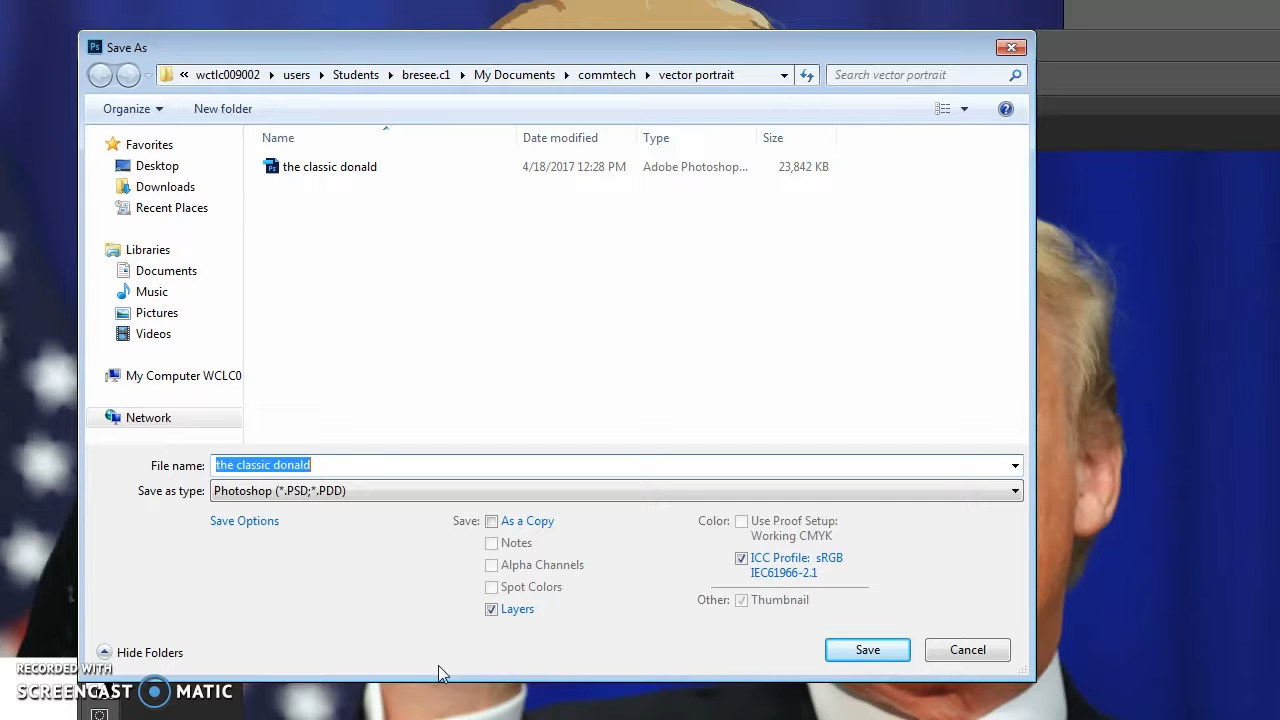 Ps Save As
« wctlc009002 users Students bresee.c1 My Documents commtech vector portrait Search vector portrait
Organize New folder
Name Date modified Type Size
Favorites
Desktop
Downloads
Recent Places
Libraries
Documents
Music
Pictures
Videos
My Computer WCLC0
Network
Ps the classic donald 4/18/2017 12:28 PM Adobe Photoshop... 23,842 KB
File name: the classic donald
Save as type: Photoshop (*.PSD;*.PDD)
Save Options
Save: As a Copy
Notes
Alpha Channels
Spot Colors
Layers
Color: Use Proof Setup:
Working CMYK
ICC Profile: sRGB
IEC61966-2.1
Other: Thumbnail
Hide Folders
Save Cancel
RECORDED WITH
SCREENCAST MATIC